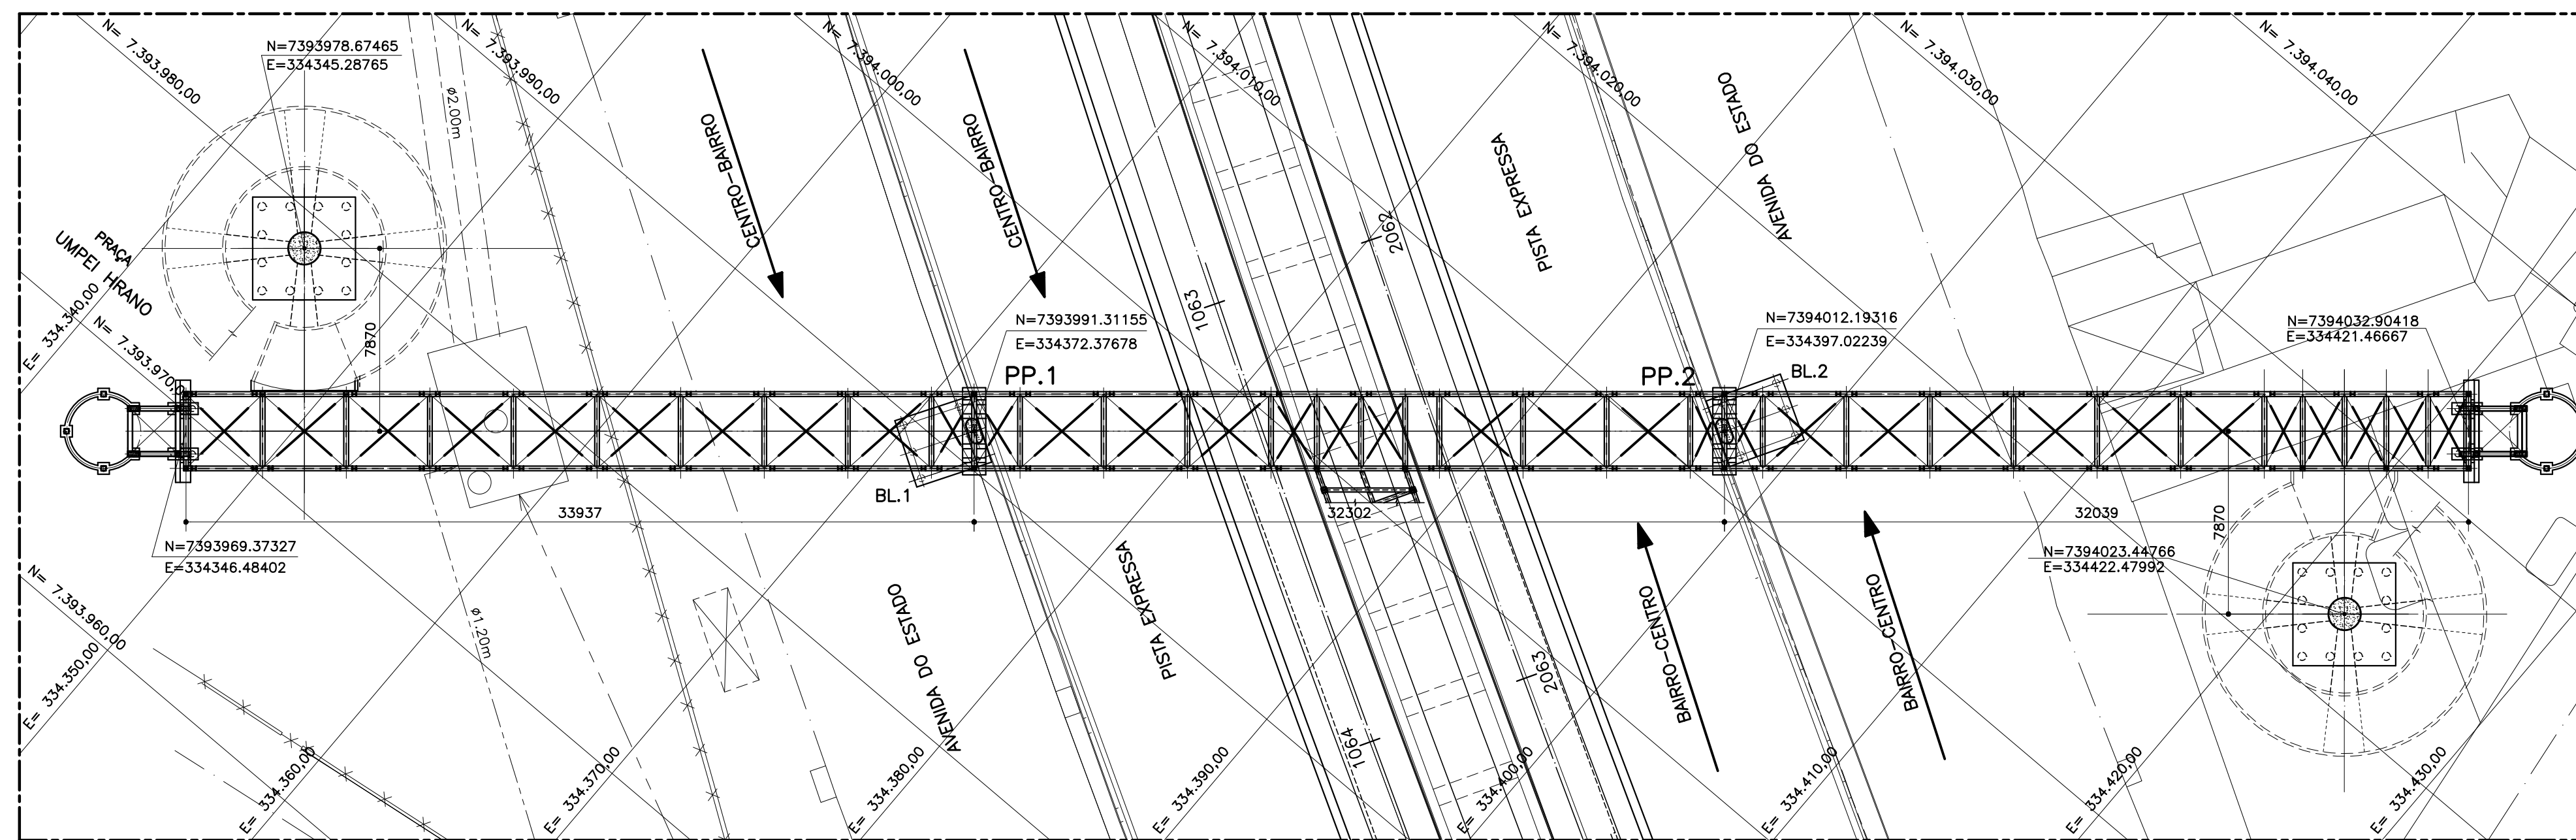 N= 7.393.980,00
N=7393978.67465
E=334345.28765
N= 7.393.990,00
ø2.00m
N= 7.394.000,00
N= 7.394.010,00
N= 7.394.020,00
N= 7.394.030,00
N= 7.394.040,00
CENTRO-BAIRRO
CENTRO-BAIRRO
PISTA EXPRESSA
AVENIDA DO ESTADO
PRAÇA
UMPEI HIRANO
E= 334.340,00
N= 7.393.970,0
7870
1063
2062
N=7393991.31155
E=334372.37678
N=7394012.19316
E=334397.02239
N=7394032.90418
E=334421.46667
PP.1
PP.2
BL.2
BL.1
33937
32302
32039
7870
N=7393969.37327
E=334346.48402
N=7394023.44766
E=334422.47992
N= 7.393.960,00
E= 334.350,00
ø1.20m
AVENIDA DO ESTADO
PISTA EXPRESSA
1064
2063
BAIRRO-CENTRO
BAIRRO-CENTRO
E= 334.360,00
E= 334.370,00
E= 334.380,00
E= 334.390,00
E= 334.400,00
E= 334.410,00
E= 334.420,00
E= 334.430,00